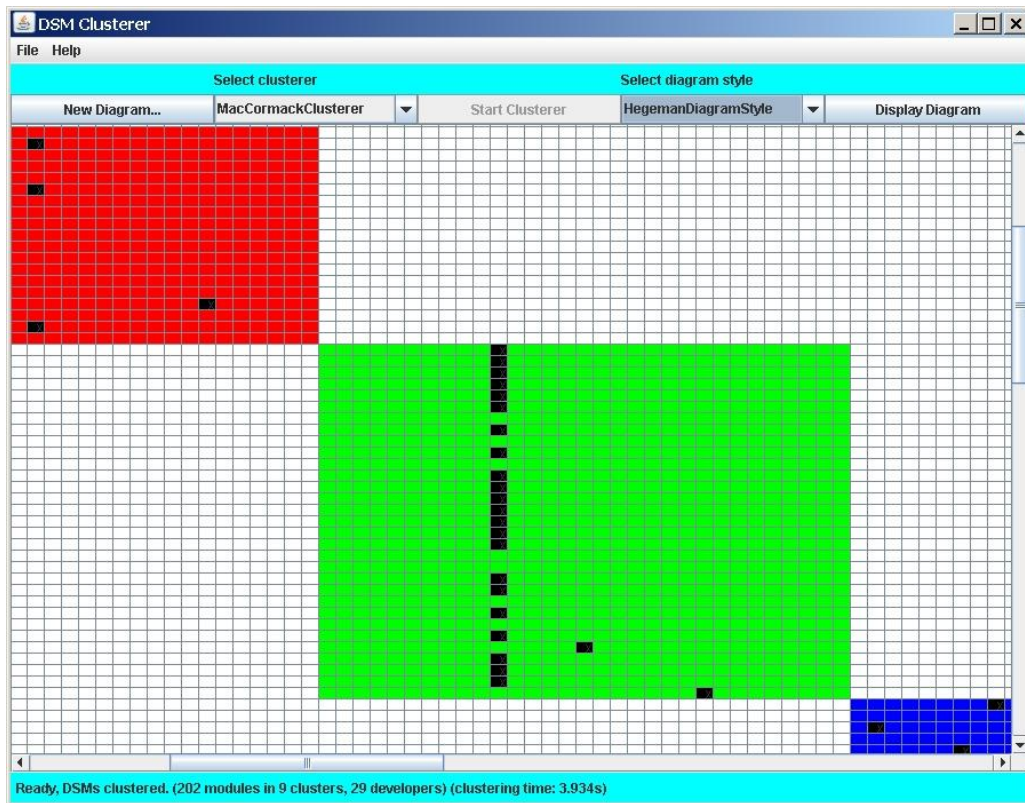 DSM Clusterer
File Help
Select clusterer Select diagram style
New Diagram... MacCormackClusterer Start Clusterer HegemanDiagramStyle Display Diagram
Ready, DSMs clustered. (202 modules in 9 clusters, 29 developers) (clustering time: 3.934s)